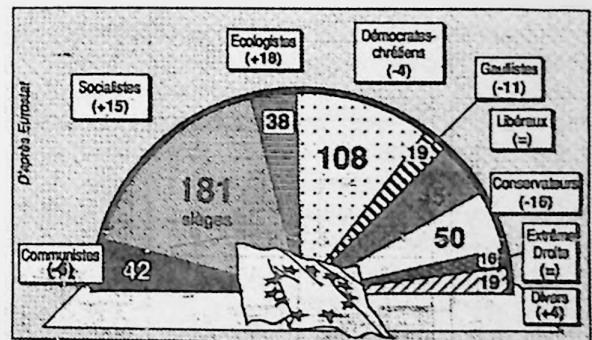 D'après Eurostat
Ecologistes
(+18)
Démocrates-
chrétiens
(-4)
Gaullistes
(-11)
Socialistes
(+15)
Libéraux
(=)
Conservateurs
(-16)
Extrême
Droite
(=)
Divers
(+4)
Communistes
42
181
sièges
38
108
19
50
16
19